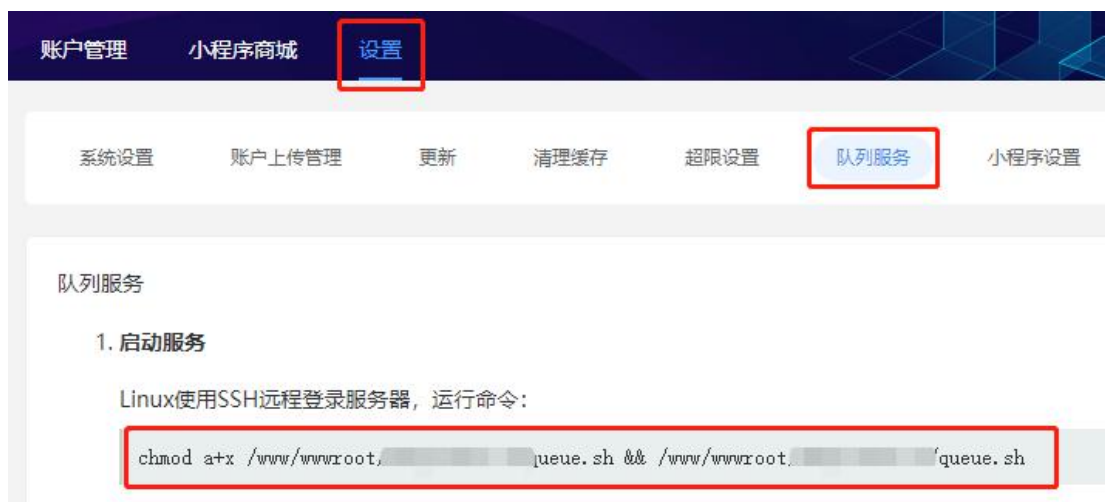 账户管理 小程序商城 设置
系统设置 账户上传管理 更新 清理缓存 超限设置 队列服务 小程序设置
队列服务
1. 启动服务
Linux使用SSH远程登录服务器，运行命令：
chmod a+x /www/wwwroot/ queue.sh && /www/wwwroot/ /queue.sh